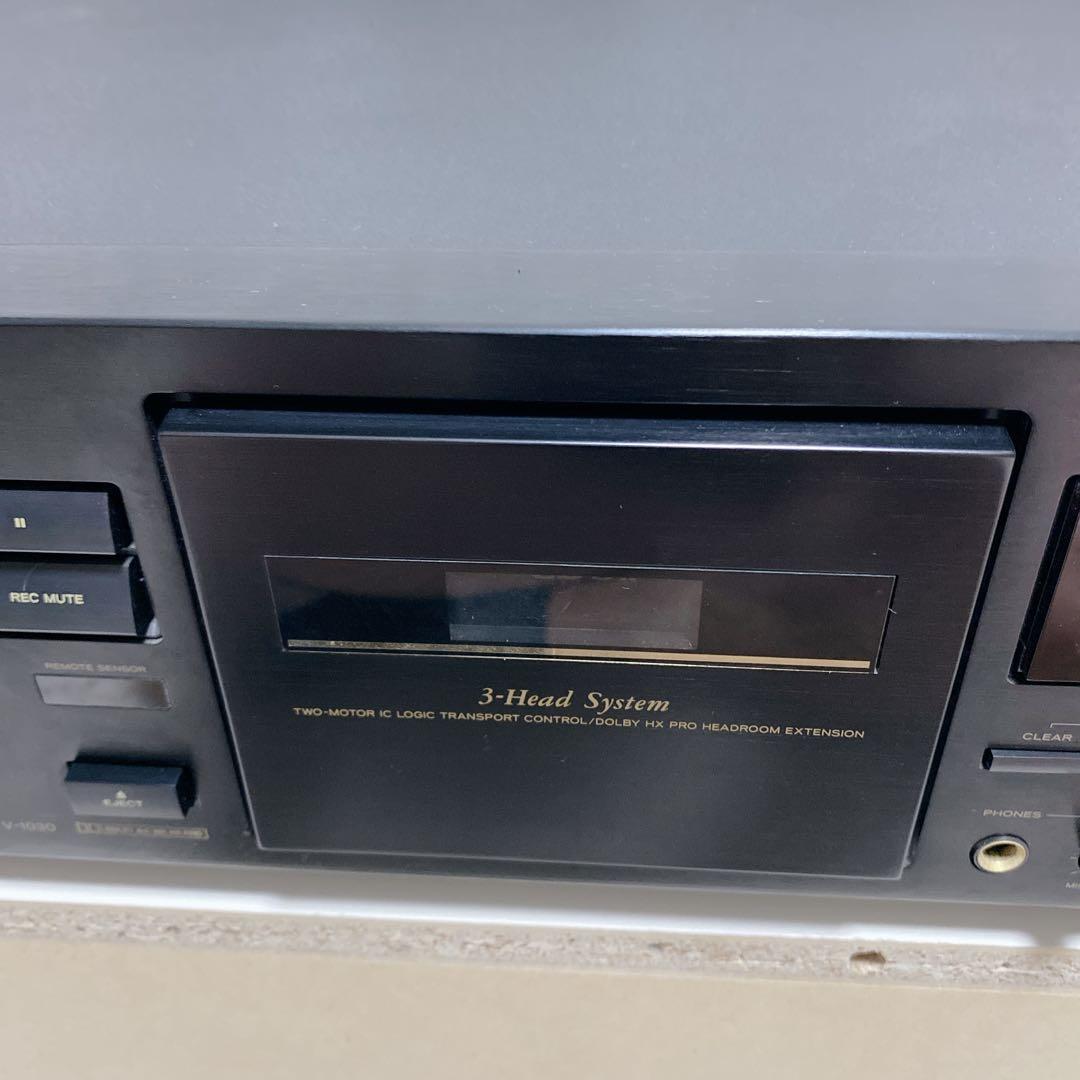 REC MUTE
REMOTE SENSOR
3-Head System
TWO-MOTOR IC LOGIC TRANSPORT CONTROL/DOLBY HX PRO HEADROOM EXTENSION
EJECT
V-1030
CLEAR
PHONES